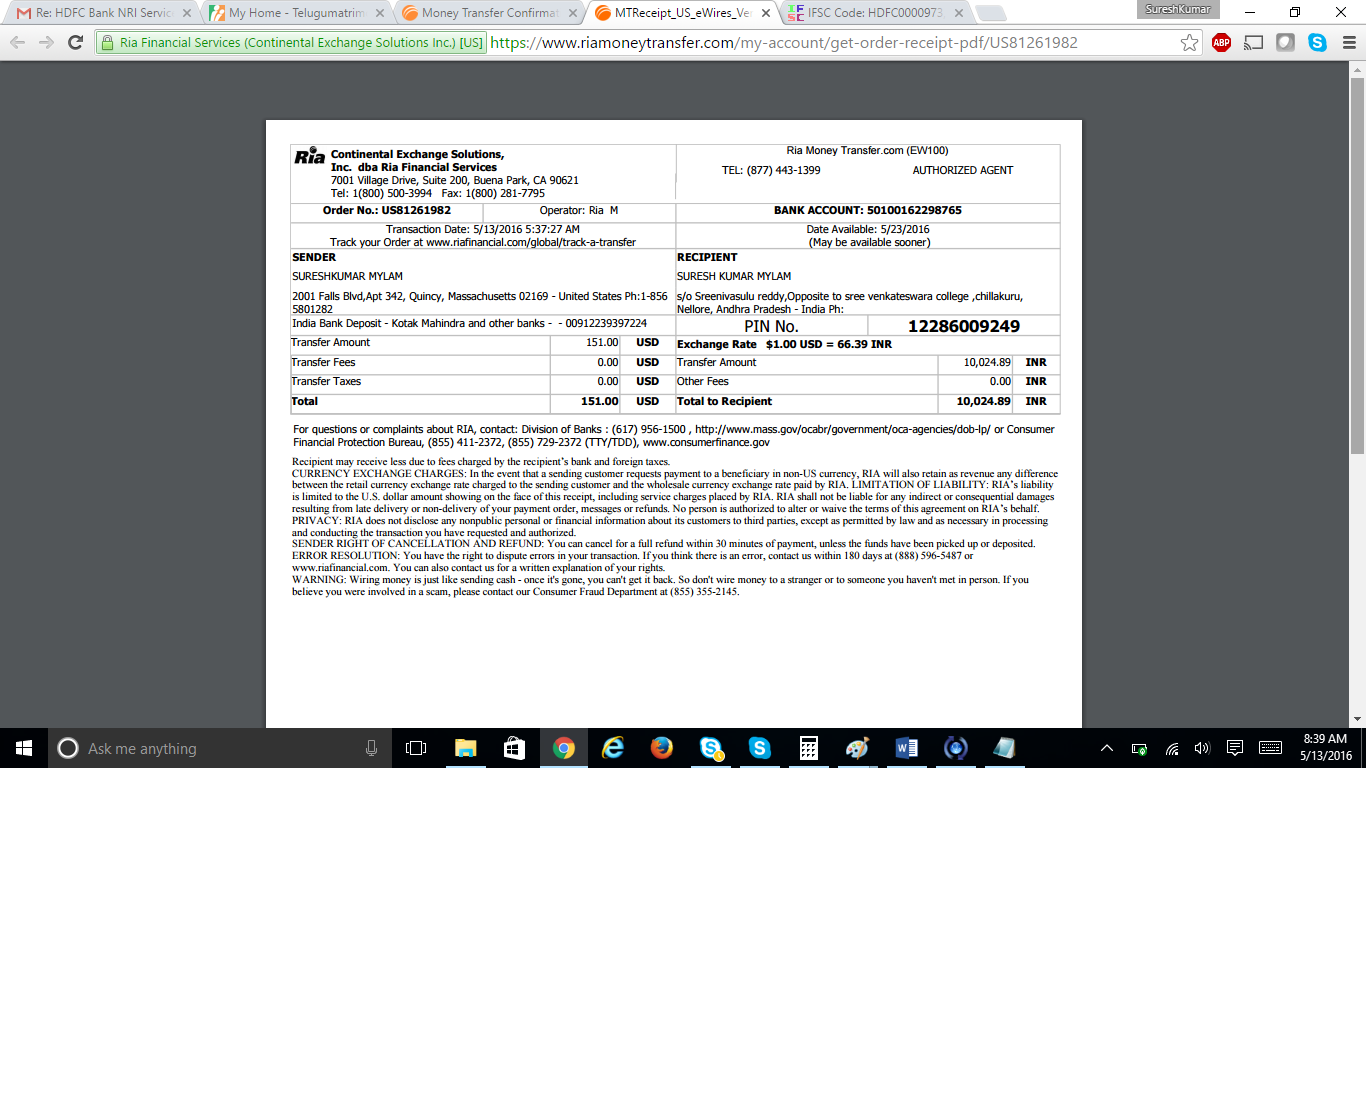 Re: HDFC Bank NRI Servic
My Home - Telugumatrim
Money Transfer Confirmat
MTReceipt_US_eWires_Ve
IFSC Code: HDFC0000973
SureshKumar
Ria Financial Services (Continental Exchange Solutions Inc.) [US] https://www.riamoneytransfer.com/my-account/get-order-receipt-pdf/US81261982
ABP
Ria
Continental Exchange Solutions,
Inc. dba Ria Financial Services
7001 Village Drive, Suite 200, Buena Park, CA 90621
Tel: 1(800) 500-3994 Fax: 1(800) 281-7795
Ria Money Transfer.com (EW100)
TEL: (877) 443-1399 AUTHORIZED AGENT
Order No.: US81261982 Operator: Ria M BANK ACCOUNT: 50100162298765
Transaction Date: 5/13/2016 5:37:27 AM
Track your Order at www.riafinancial.com/global/track-a-transfer
Date Available: 5/23/2016
(May be available sooner)
SENDER
SURESHKUMAR MYLAM
2001 Falls Blvd,Apt 342, Quincy, Massachusetts 02169 - United States Ph:1-856
5801282
RECIPIENT
SURESH KUMAR MYLAM
s/o Sreenivasulu reddy,Opposite to sree venkateswara college ,chillakuru,
Nellore, Andhra Pradesh - India Ph:
India Bank Deposit - Kotak Mahindra and other banks - - 00912239397224
PIN No. 12286009249
Transfer Amount 151.00 USD Exchange Rate $1.00 USD = 66.39 INR
Transfer Fees 0.00 USD Transfer Amount 10,024.89 INR
Transfer Taxes 0.00 USD Other Fees 0.00 INR
Total 151.00 USD Total to Recipient 10,024.89 INR
For questions or complaints about RIA, contact: Division of Banks : (617) 956-1500 , http://www.mass.gov/ocabr/government/oca-agencies/dob-lp/ or Consumer
Financial Protection Bureau, (855) 411-2372, (855) 729-2372 (TTY/TDD), www.consumerfinance.gov
Recipient may receive less due to fees charged by the recipient's bank and foreign taxes.
CURRENCY EXCHANGE CHARGES: In the event that a sending customer requests payment to a beneficiary in non-US currency, RIA will also retain as revenue any difference
between the retail currency exchange rate charged to the sending customer and the wholesale currency exchange rate paid by RIA. LIMITATION OF LIABILITY: RIA's liability
is limited to the U.S. dollar amount showing on the face of this receipt, including service charges placed by RIA. RIA shall not be liable for any indirect or consequential damages
resulting from late delivery or non-delivery of your payment order, messages or refunds. No person is authorized to alter or waive the terms of this agreement on RIA's behalf.
PRIVACY: RIA does not disclose any nonpublic personal or financial information about its customers to third parties, except as permitted by law and as necessary in processing
and conducting the transaction you have requested and authorized.
SENDER RIGHT OF CANCELLATION AND REFUND: You can cancel for a full refund within 30 minutes of payment, unless the funds have been picked up or deposited.
ERROR RESOLUTION: You have the right to dispute errors in your transaction. If you think there is an error, contact us within 180 days at (888) 596-5487 or
www.riafinancial.com. You can also contact us for a written explanation of your rights.
WARNING: Wiring money is just like sending cash - once it's gone, you can't get it back. So don't wire money to a stranger or to someone you haven't met in person. If you
believe you were involved in a scam, please contact our Consumer Fraud Department at (855) 355-2145.
Ask me anything
8:39 AM
5/13/2016